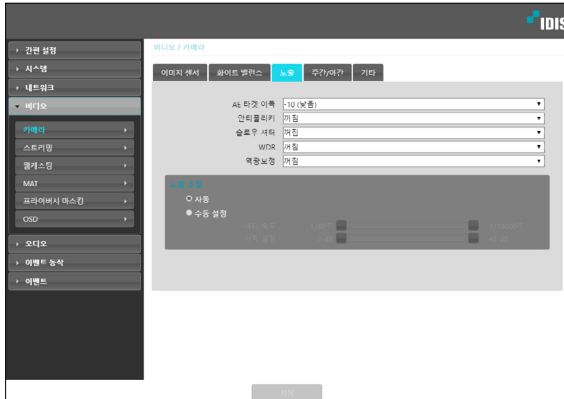 IDIS
비디오 / 카메라
간편 설정
시스템
네트워크
비디오
카메라
스트리밍
웹캐스팅
MAT
프라이버시 마스킹
OSD
오디오
이벤트 동작
이벤트
이미지 센서 화이트 밸런스 노출 주간/야간 기타
AE 타겟 이득 -10 (낮음)
안티플리커 꺼짐
슬로우 셔터 꺼짐
WDR 꺼짐
역광보정 꺼짐
노출 조정
자동
수동 설정